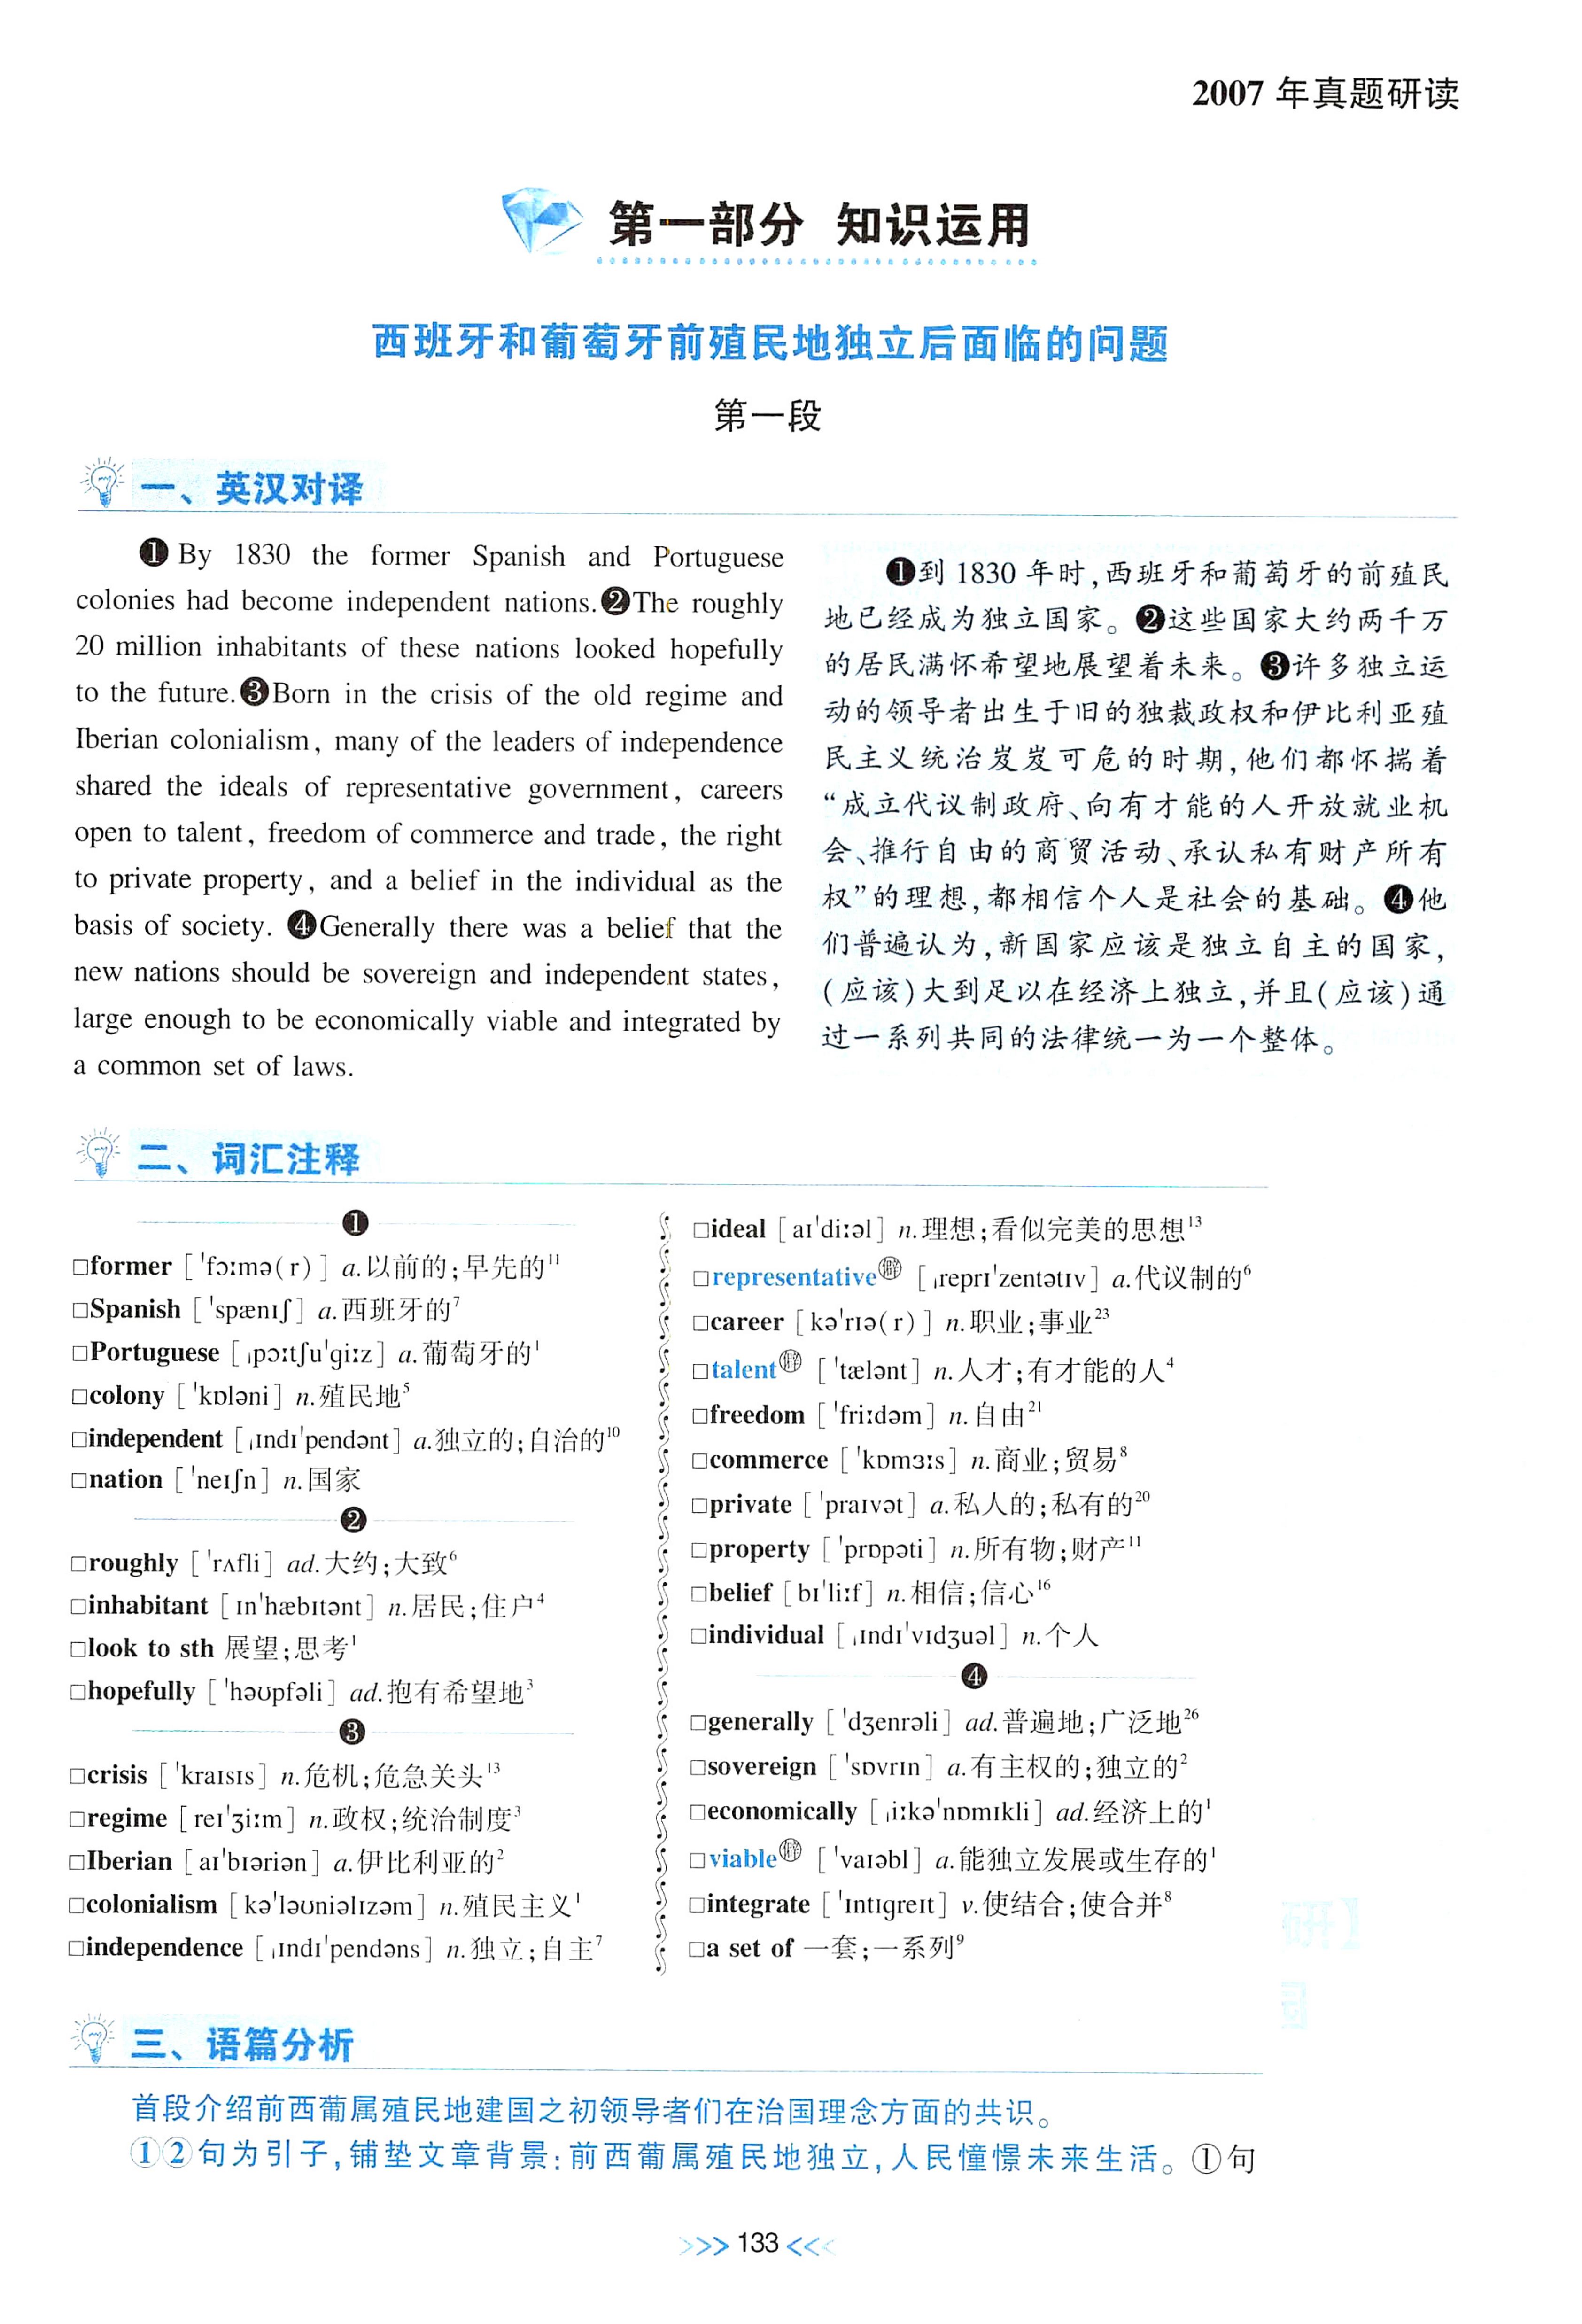 2007 年真题研读
第一部分 知识运用
西班牙和葡萄牙前殖民地独立后面临的问题
第一段
一、英汉对译
❶ By 1830 the former Spanish and Portuguese
colonies had become independent nations.❷The roughly
20 million inhabitants of these nations looked hopefully
to the future.❸Born in the crisis of the old regime and
Iberian colonialism, many of the leaders of independence
shared the ideals of representative government, careers
open to talent, freedom of commerce and trade, the right
to private property, and a belief in the individual as the
basis of society. ❹Generally there was a belief that the
new nations should be sovereign and independent states,
large enough to be economically viable and integrated by
a common set of laws.
❶到 1830 年时,西班牙和葡萄牙的前殖民
地已经成为独立国家。❷这些国家大约两千万
的居民满怀希望地展望着未来。❸许多独立运
动的领导者出生于旧的独裁政权和伊比利亚殖
民主义统治岌岌可危的时期,他们都怀揣着
“成立代议制政府、向有才能的人开放就业机
会、推行自由的商贸活动、承认私有财产所有
权”的理想,都相信个人是社会的基础。❹他
们普遍认为,新国家应该是独立自主的国家,
(应该)大到足以在经济上独立,并且(应该)通
过一系列共同的法律统一为一个整体。
二、词汇注释
❶
□former [ˈfɔːmə(r)] a.以前的;早先的¹¹
□Spanish [ˈspænɪʃ] a.西班牙的⁷
□Portuguese [ˌpɔːtʃuˈgiːz] a.葡萄牙的¹
□colony [ˈkɒləni] n.殖民地⁵
□independent [ˌɪndɪˈpendənt] a.独立的;自治的¹⁰
□nation [ˈneɪʃn] n.国家
❷
□roughly [ˈrʌfli] ad.大约;大致⁶
□inhabitant [ɪnˈhæbɪtənt] n.居民;住户⁴
□look to sth 展望;思考¹
□hopefully [ˈhəʊpfəli] ad.抱有希望地³
❸
□crisis [ˈkraɪsɪs] n.危机;危急关头¹³
□regime [reɪˈʒiːm] n.政权;统治制度³
□Iberian [aɪˈbɪəriən] a.伊比利亚的²
□colonialism [kəˈləʊniəlɪzəm] n.殖民主义¹
□independence [ˌɪndɪˈpendəns] n.独立;自主⁷
□ideal [aɪˈdiːəl] n.理想;看似完美的思想¹³
□representative僻 [ˌreprɪˈzentətɪv] a.代议制的⁶
□career [kəˈrɪə(r)] n.职业;事业²³
□talent僻 [ˈtælənt] n.人才;有才能的人⁴
□freedom [ˈfriːdəm] n.自由²¹
□commerce [ˈkɒmɜːs] n.商业;贸易⁸
□private [ˈpraɪvət] a.私人的;私有的²⁰
□property [ˈprɒpəti] n.所有物;财产¹¹
□belief [bɪˈliːf] n.相信;信心¹⁶
□individual [ˌɪndɪˈvɪdʒuəl] n.个人
❹
□generally [ˈdʒenrəli] ad.普遍地;广泛地²⁶
□sovereign [ˈsɒvrɪn] a.有主权的;独立的²
□economically [ˌiːkəˈnɒmɪkli] ad.经济上的¹
□viable僻 [ˈvaɪəbl] a.能独立发展或生存的¹
□integrate [ˈɪntɪgreɪt] v.使结合;使合并⁸
□a set of 一套;一系列⁹
三、语篇分析
首段介绍前西葡属殖民地建国之初领导者们在治国理念方面的共识。
①②句为引子,铺垫文章背景:前西葡属殖民地独立,人民憧憬未来生活。①句
>>> 133 <<<